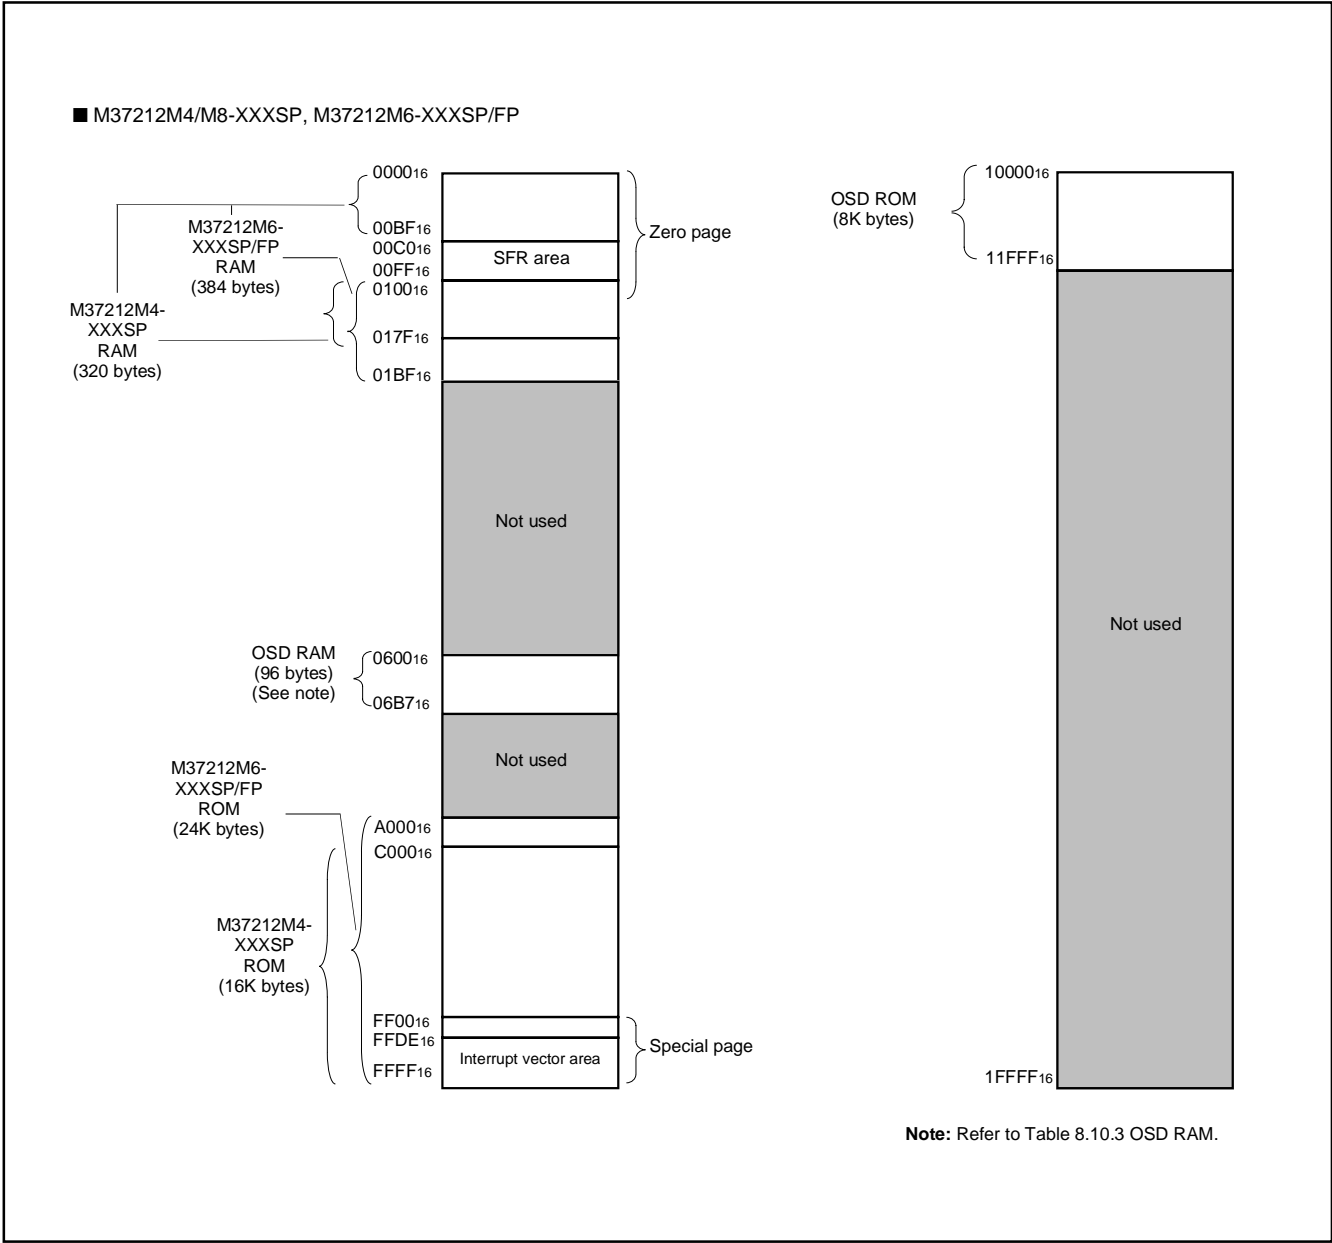 ■ M37212M4/M8-XXXSP, M37212M6-XXXSP/FP
M37212M6-
XXXSP/FP
RAM
(384 bytes)
M37212M4-
XXXSP
RAM
(320 bytes)
0000₁₆
00BF₁₆
00C0₁₆
00FF₁₆
0100₁₆
017F₁₆
01BF₁₆
SFR area
Zero page
Not used
OSD RAM
(96 bytes)
(See note)
0600₁₆
06B7₁₆
Not used
M37212M6-
XXXSP/FP
ROM
(24K bytes)
M37212M4-
XXXSP
ROM
(16K bytes)
A000₁₆
C000₁₆
FF00₁₆
FFDE₁₆
FFFF₁₆
Interrupt vector area
Special page
OSD ROM
(8K bytes)
10000₁₆
11FFF₁₆
Not used
1FFFF₁₆
Note: Refer to Table 8.10.3 OSD RAM.